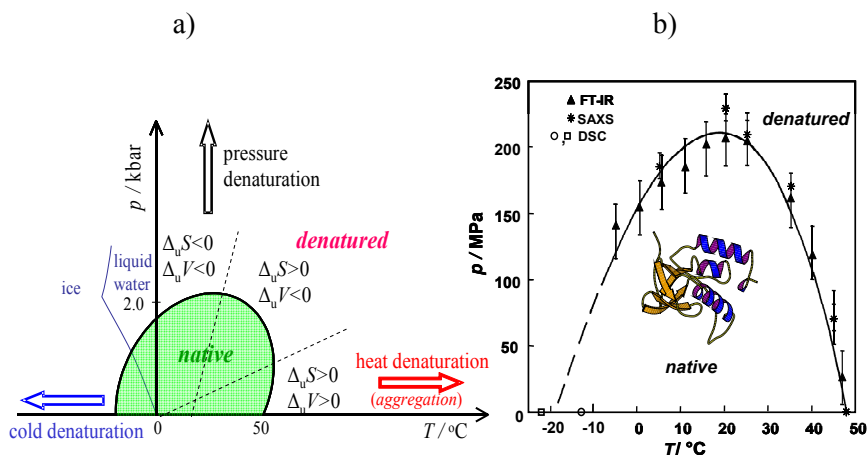 a)
p / kbar
pressure
denaturation
ΔᵤS<0
ΔᵤV<0
denatured
ice
liquid
water
ΔᵤS>0
ΔᵤV<0
2.0
native
heat denaturation
(aggregation)
ΔᵤS>0
ΔᵤV>0
cold denaturation
0
50
T / °C
b)
250
200
150
100
50
0
p / MPa
FT-IR
SAXS
, DSC
denatured
native
-20 -10 0 10 20 30 40 50
T/ °C